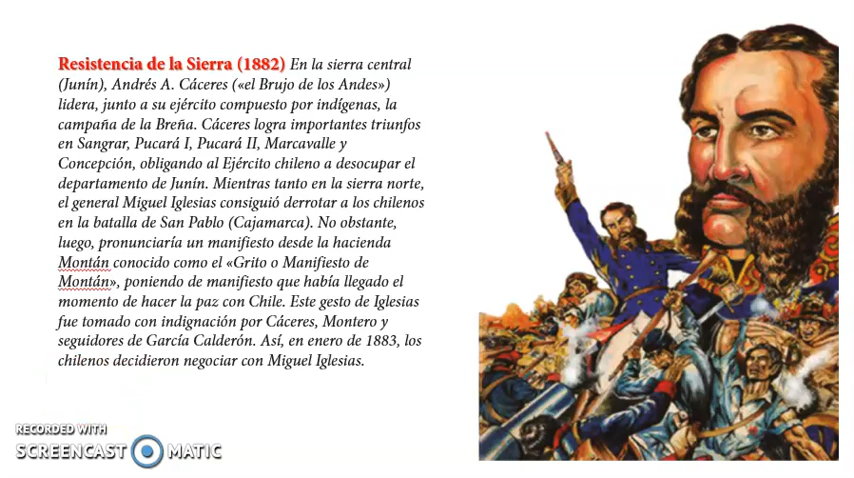 Resistencia de la Sierra (1882) En la sierra central
(Junín), Andrés A. Cáceres («el Brujo de los Andes»)
lidera, junto a su ejército compuesto por indígenas, la
campaña de la Breña. Cáceres logra importantes triunfos
en Sangrar, Pucará I, Pucará II, Marcavalle y
Concepción, obligando al Ejército chileno a desocupar el
departamento de Junín. Mientras tanto en la sierra norte,
el general Miguel Iglesias consiguió derrotar a los chilenos
en la batalla de San Pablo (Cajamarca). No obstante,
luego, pronunciaría un manifiesto desde la hacienda
Montán conocido como el «Grito o Manifiesto de
Montán», poniendo de manifiesto que había llegado el
momento de hacer la paz con Chile. Este gesto de Iglesias
fue tomado con indignación por Cáceres, Montero y
seguidores de García Calderón. Así, en enero de 1883, los
chilenos decidieron negociar con Miguel Iglesias.
RECORDED WITH
SCREENCAST MATIC